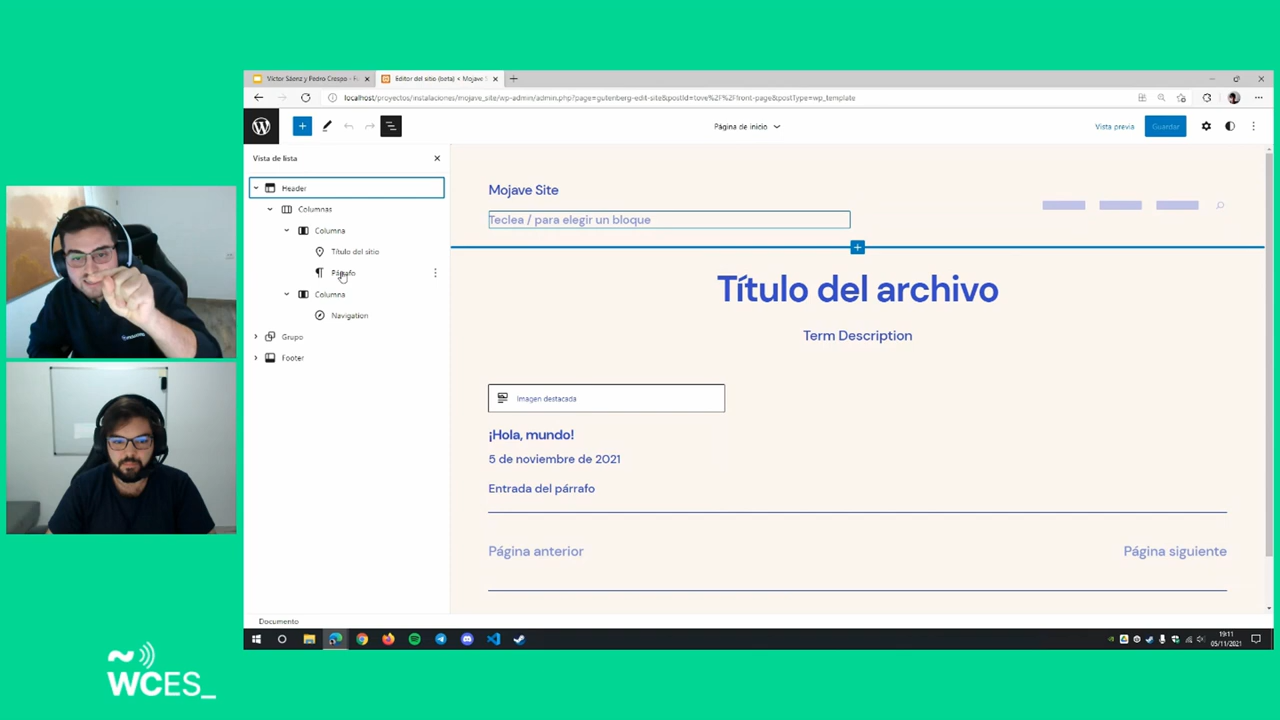 Víctor Sáenz y Pedro Crespo - F
Editor del sitio (beta) < Mojave S
localhost/proyectos/instalaciones/mojave_site/wp-admin/admin.php?page=gutenberg-edit-site&postId=tove%2F%2Ffront-page&postType=wp_template
Página de inicio
Vista previa
Guardar
Vista de lista
Header
Columnas
Columna
Título del sitio
Párrafo
Columna
Navigation
Grupo
Footer
Mojave Site
Teclea / para elegir un bloque
Título del archivo
Term Description
Imagen destacada
¡Hola, mundo!
5 de noviembre de 2021
Entrada del párrafo
Página anterior
Página siguiente
Documento
19:11
05/11/2021
WCES_